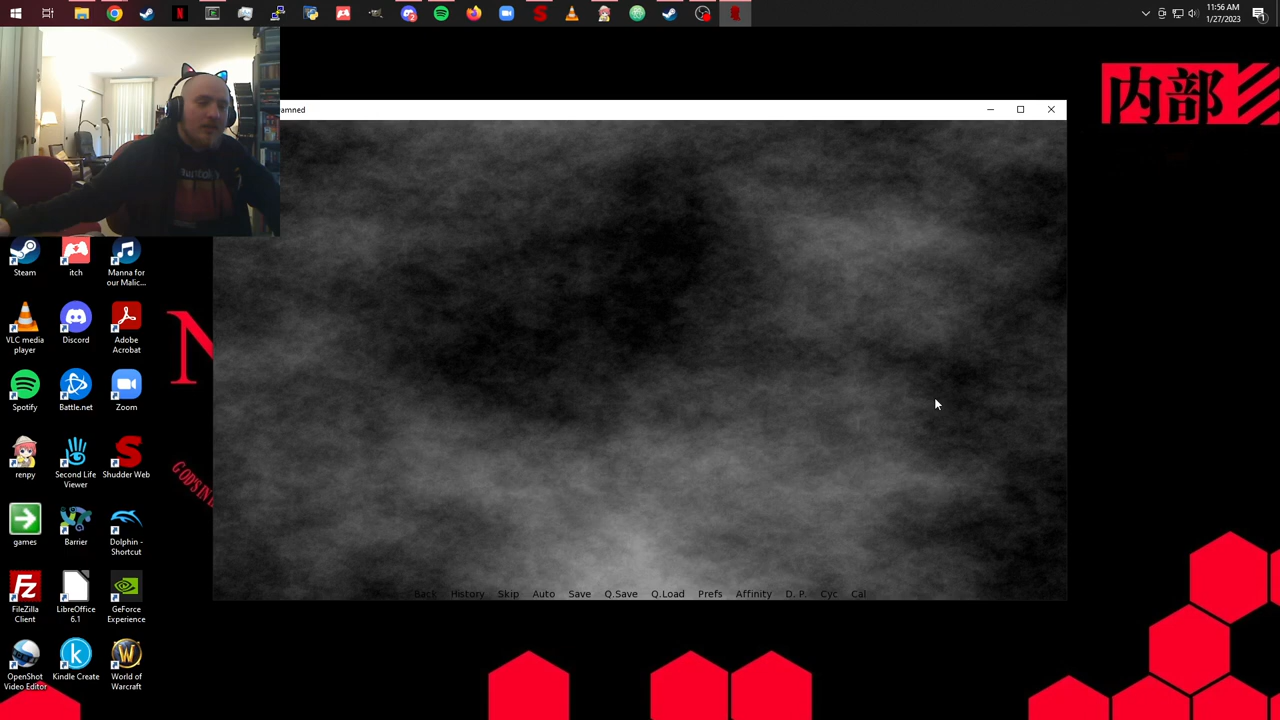 11:56 AM
1/27/2023
1
内部
amned
Steam
itch
Manna for
our Malic...
VLC media
player
Discord
Adobe
Acrobat
N
Spotify
Battle.net
Zoom
renpy
Second Life
Viewer
Shudder Web
GOD'S IN
games
Barrier
Dolphin -
Shortcut
FileZilla
Client
LibreOffice
6.1
GeForce
Experience
Back History Skip Auto Save Q.Save Q.Load Prefs Affinity D. P. Cyc Cal
OpenShot
Video Editor
Kindle Create
World of
Warcraft